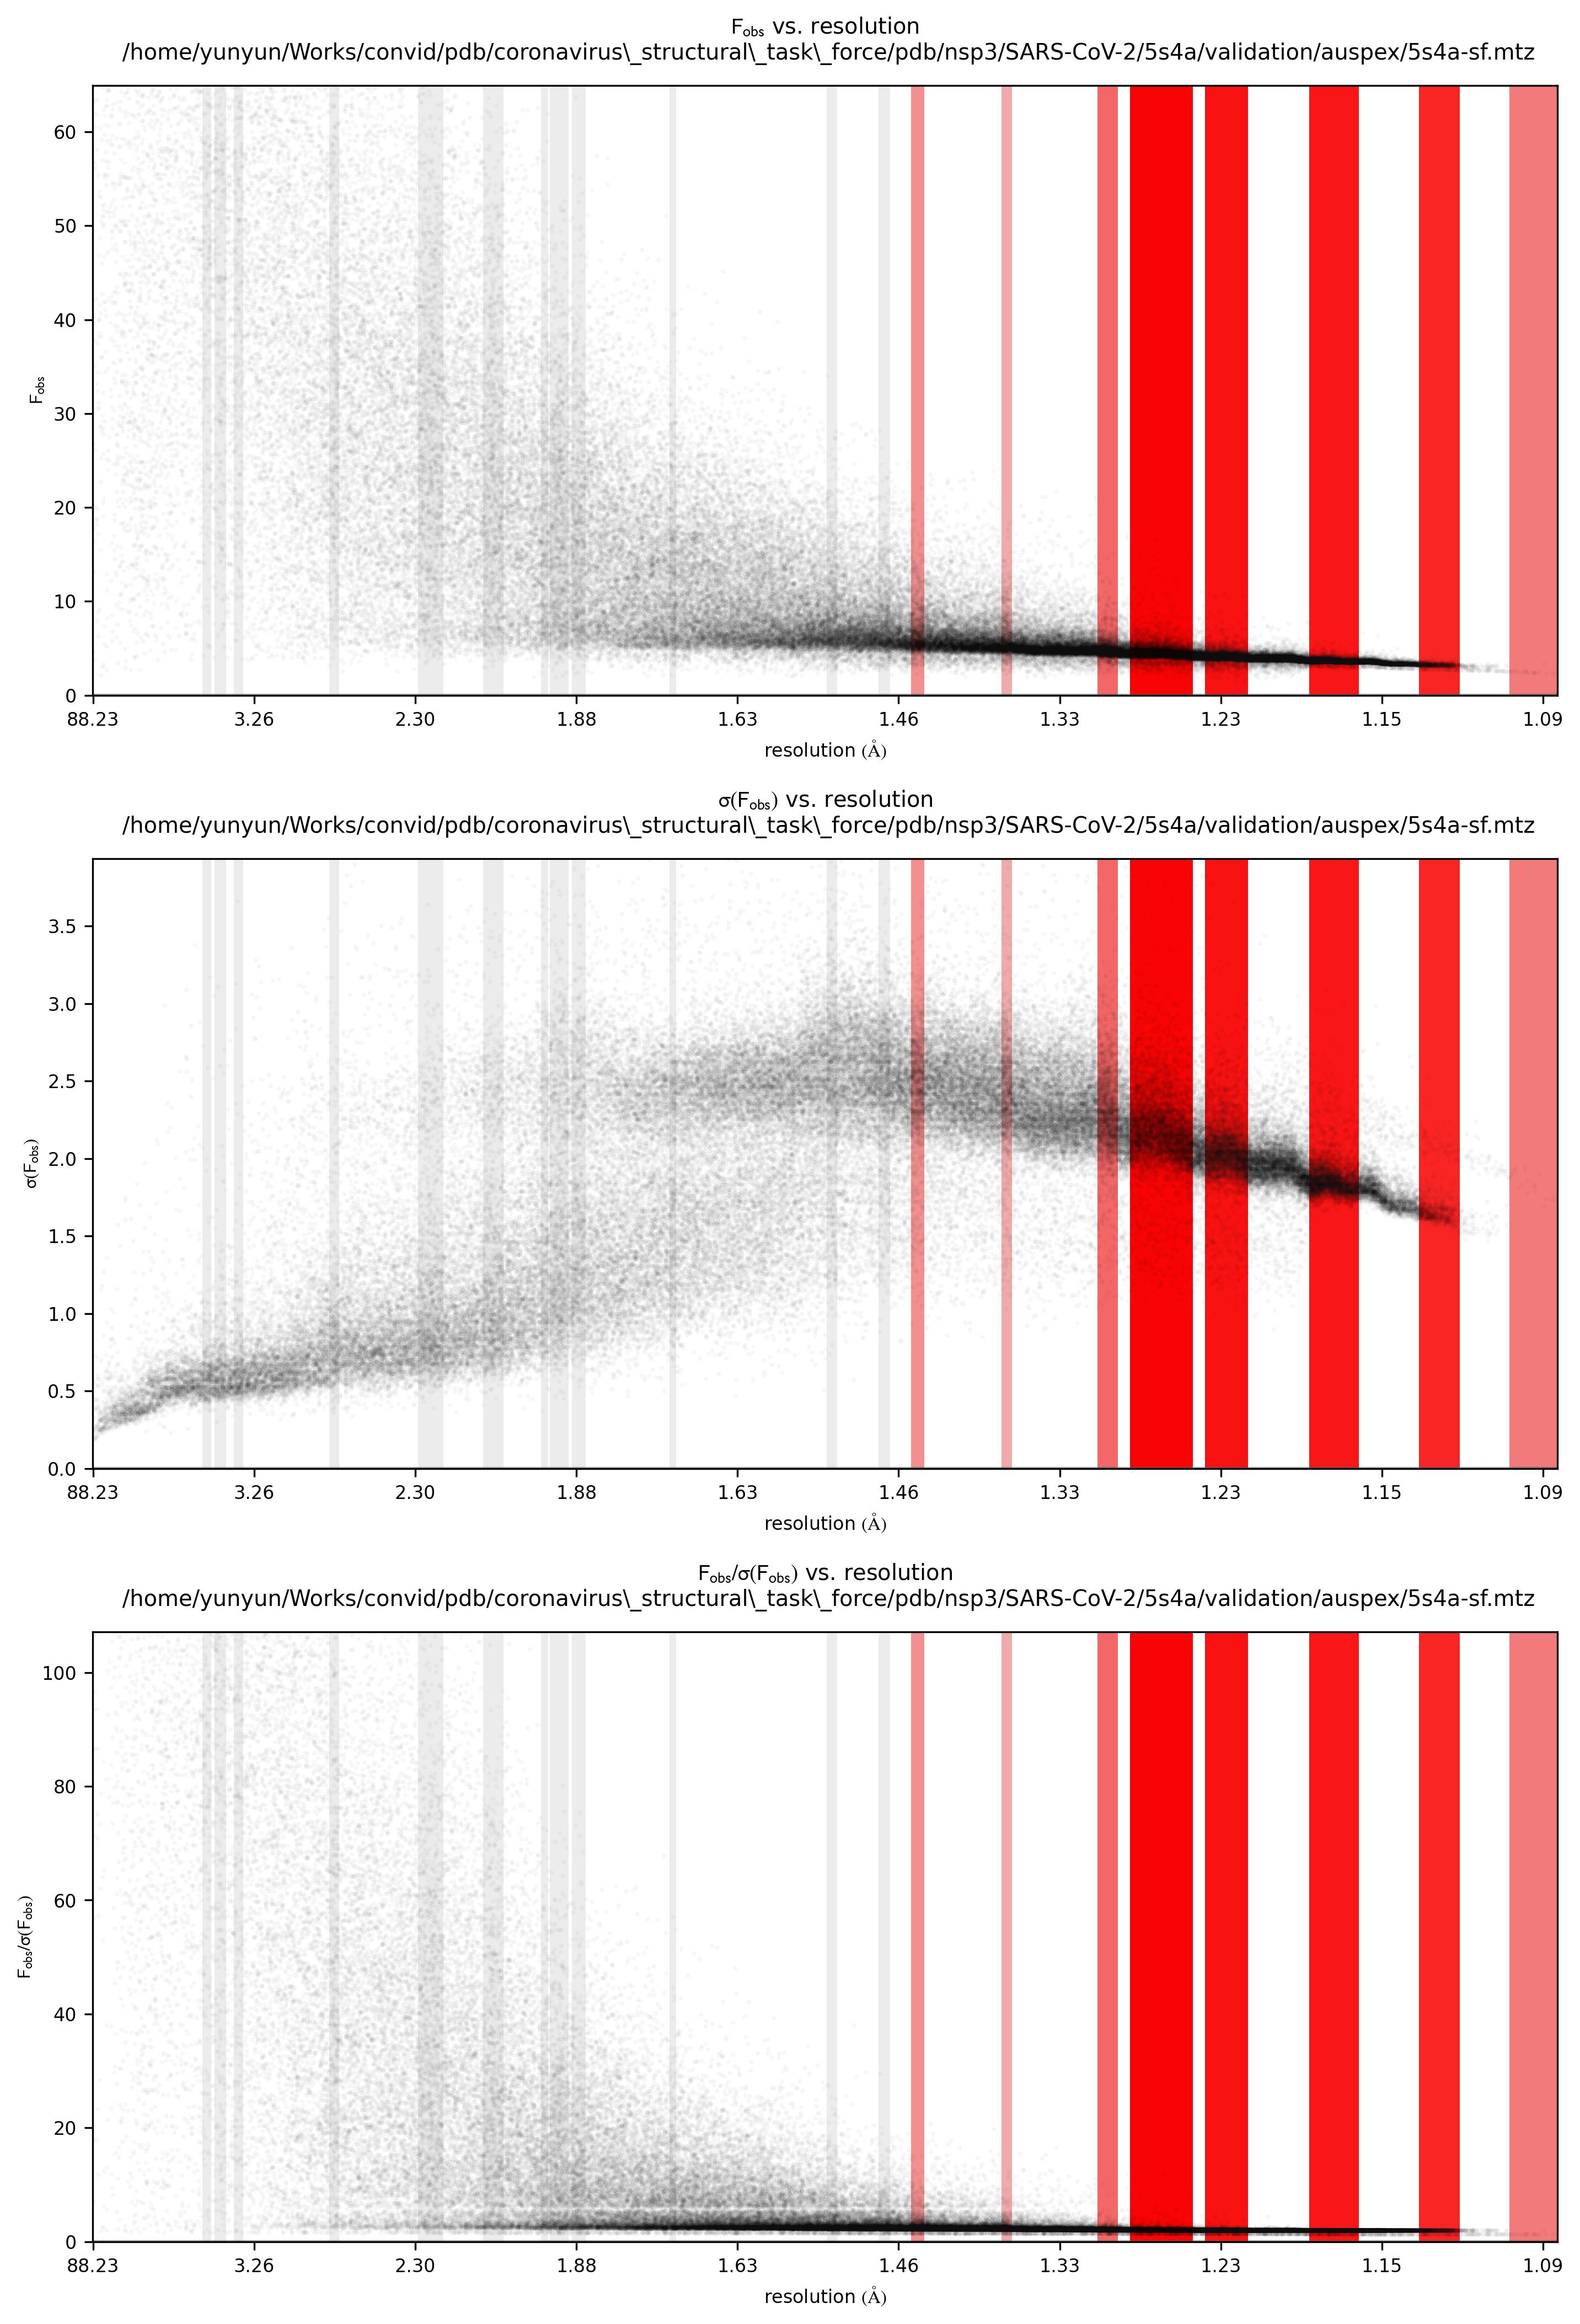 Fobs vs. resolution
/home/yunyun/Works/convid/pdb/coronavirus\_structural\_task\_force/pdb/nsp3/SARS-CoV-2/5s4a/validation/auspex/5s4a-sf.mtz
60
50
40
30
20
10
0
Fobs
88.23 3.26 2.30 1.88 1.63 1.46 1.33 1.23 1.15 1.09
resolution (Å)
σ(Fobs) vs. resolution
/home/yunyun/Works/convid/pdb/coronavirus\_structural\_task\_force/pdb/nsp3/SARS-CoV-2/5s4a/validation/auspex/5s4a-sf.mtz
3.5
3.0
2.5
2.0
1.5
1.0
0.5
0.0
σ(Fobs)
88.23 3.26 2.30 1.88 1.63 1.46 1.33 1.23 1.15 1.09
resolution (Å)
Fobs/σ(Fobs) vs. resolution
/home/yunyun/Works/convid/pdb/coronavirus\_structural\_task\_force/pdb/nsp3/SARS-CoV-2/5s4a/validation/auspex/5s4a-sf.mtz
100
80
60
40
20
0
Fobs/σ(Fobs)
88.23 3.26 2.30 1.88 1.63 1.46 1.33 1.23 1.15 1.09
resolution (Å)